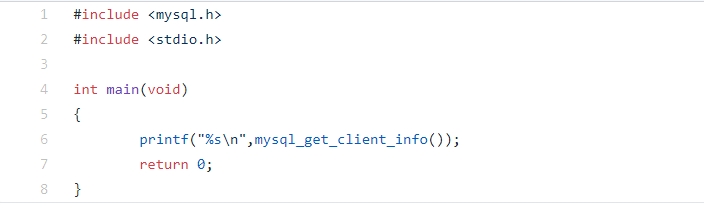 1 #include <mysql.h>
2 #include <stdio.h>
3
4 int main(void)
5 {
6         printf("%s\n",mysql_get_client_info());
7         return 0;
8 }